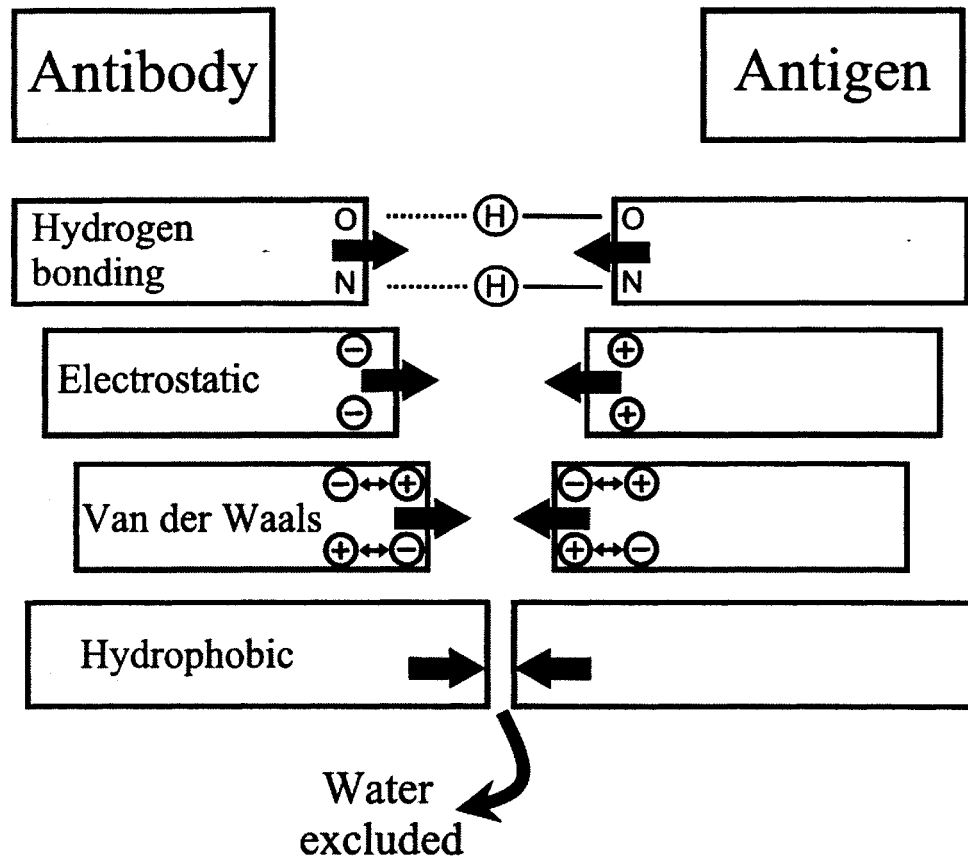 Antibody
Antigen
O
H
O
Hydrogen
bonding
N
H
N
− +
Electrostatic
− +
− ↔ + − ↔ +
Van der Waals
+ ↔ − + ↔ −
Hydrophobic
Water
excluded